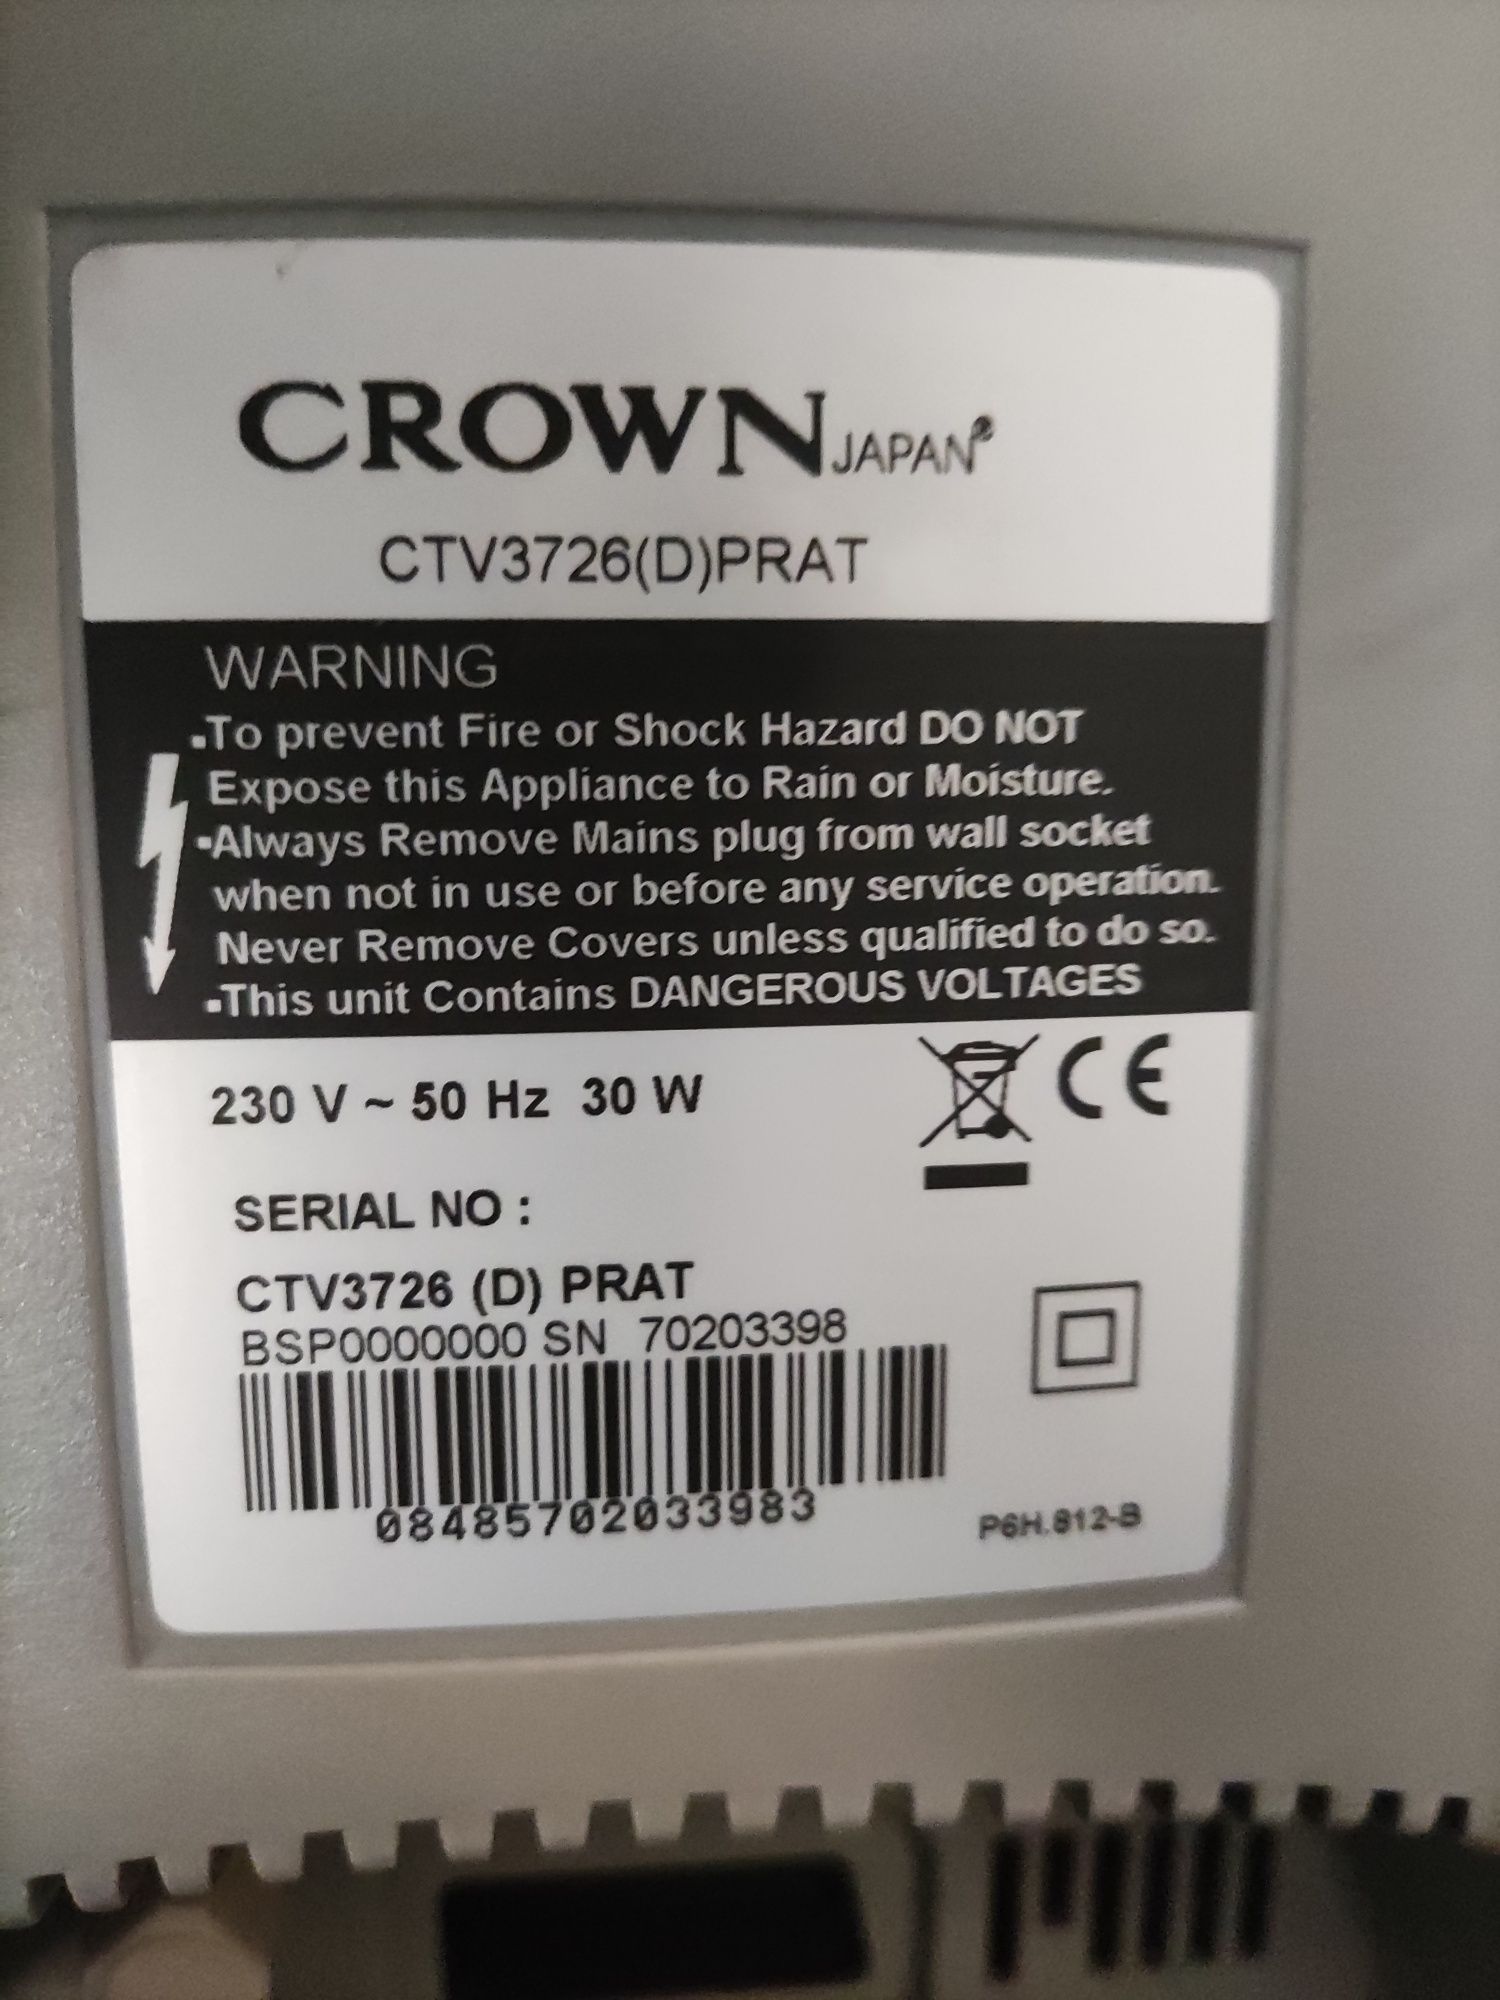 CROWN JAPAN®
CTV3726(D)PRAT
WARNING
▪To prevent Fire or Shock Hazard DO NOT
Expose this Appliance to Rain or Moisture.
▪Always Remove Mains plug from wall socket
when not in use or before any service operation.
Never Remove Covers unless qualified to do so.
▪This unit Contains DANGEROUS VOLTAGES
230 V ~ 50 Hz 30 W
CE
SERIAL NO :
CTV3726 (D) PRAT
BSP0000000 SN 70203398
08485702033983
P6H.812-B